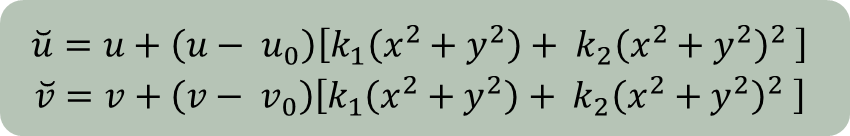 ŭ = u + (u − u₀)[k₁(x² + y²) + k₂(x² + y²)² ]
v̆ = v + (v − v₀)[k₁(x² + y²) + k₂(x² + y²)² ]